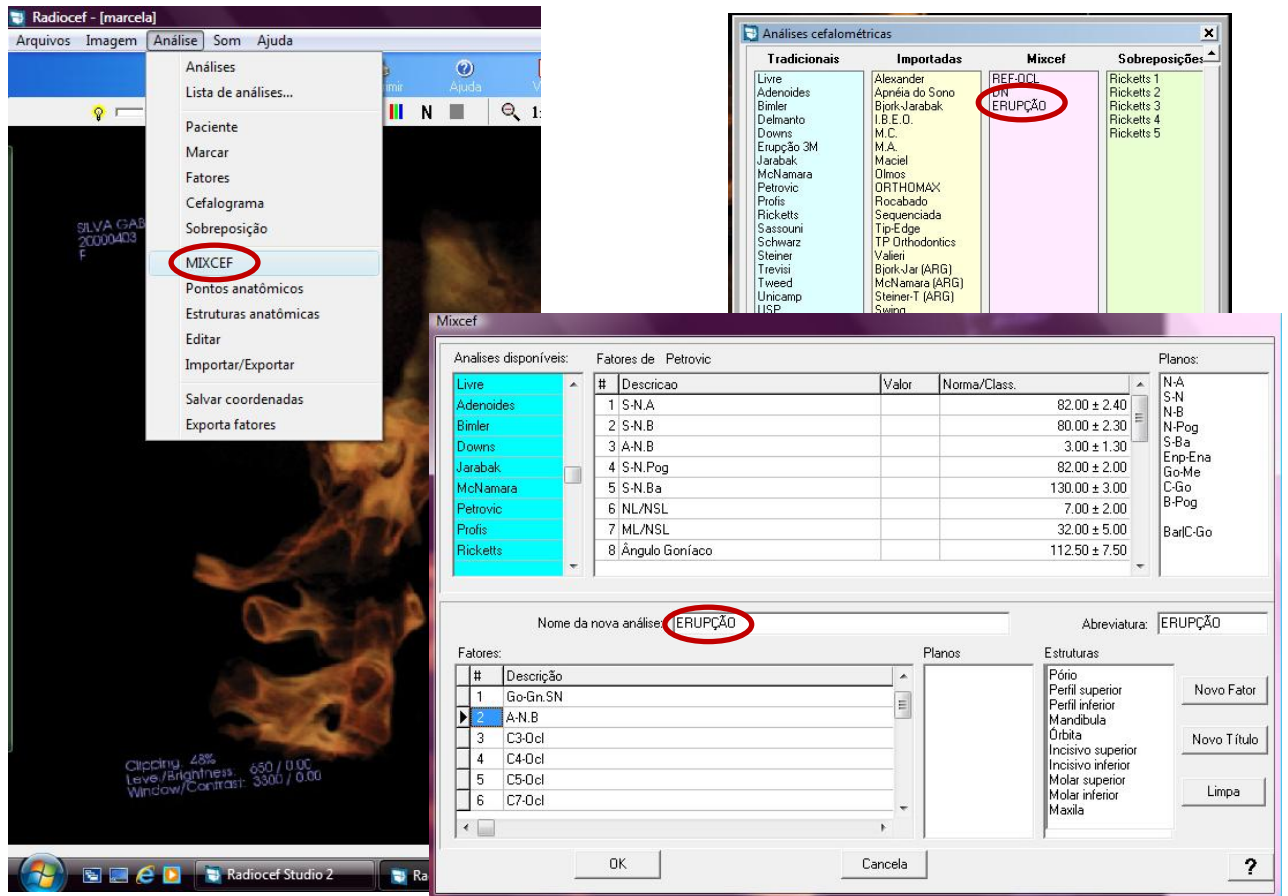 Radiocef - [marcela]
Arquivos Imagem Análise Som Ajuda
Análises
Lista de análises...
Paciente
Marcar
Fatores
Cefalograma
Sobreposição
MIXCEF
Pontos anatômicos
Estruturas anatômicas
Editar
Importar/Exportar
Salvar coordenadas
Exporta fatores
Ajuda
N
SILVA GAB
20000403
F
Clipping: 48%
Level/Brightness: 650 / 0.00
Window/Contrast: 3300 / 0.00
Radiocef Studio 2
Ra
Análises cefalométricas
Tradicionais Importadas Mixcef Sobreposições
Livre Alexander REF-OCL Ricketts 1
Adenoides Apnéia do Sono DN Ricketts 2
Bimler Bjork-Jarabak ERUPÇÃO Ricketts 3
Delmanto I.B.E.O. Ricketts 4
Downs M.C. Ricketts 5
Erupção 3M M.A.
Jarabak Maciel
McNamara Olmos
Petrovic ORTHOMAX
Profis Rocabado
Ricketts Sequenciada
Sassouni Tip-Edge
Schwarz TP Orthodontics
Steiner Valieri
Trevisi Bjork-Jar (ARG)
Tweed McNamara (ARG)
Unicamp Steiner-T (ARG)
USP Swing
Mixcef
Analises disponíveis: Fatores de Petrovic Planos:
Livre
Adenoides
Bimler
Downs
Jarabak
McNamara
Petrovic
Profis
Ricketts
# Descricao Valor Norma/Class.
1 S-N.A 82.00 ± 2.40
2 S-N.B 80.00 ± 2.30
3 A-N.B 3.00 ± 1.30
4 S-N.Pog 82.00 ± 2.00
5 S-N.Ba 130.00 ± 3.00
6 NL/NSL 7.00 ± 2.00
7 ML/NSL 32.00 ± 5.00
8 Ângulo Goníaco 112.50 ± 7.50
N-A
S-N
N-B
N-Pog
S-Ba
Enp-Ena
Go-Me
C-Go
B-Pog
Bar|C-Go
Nome da nova análise: ERUPÇÃO Abreviatura: ERUPÇÃO
Fatores: Planos Estruturas
# Descrição
1 Go-Gn.SN
2 A-N.B
3 C3-Ocl
4 C4-Ocl
5 C5-Ocl
6 C7-Ocl
Pório
Perfil superior
Perfil inferior
Mandibula
Órbita
Incisivo superior
Incisivo inferior
Molar superior
Molar inferior
Maxila
Novo Fator
Novo Título
Limpa
OK Cancela ?